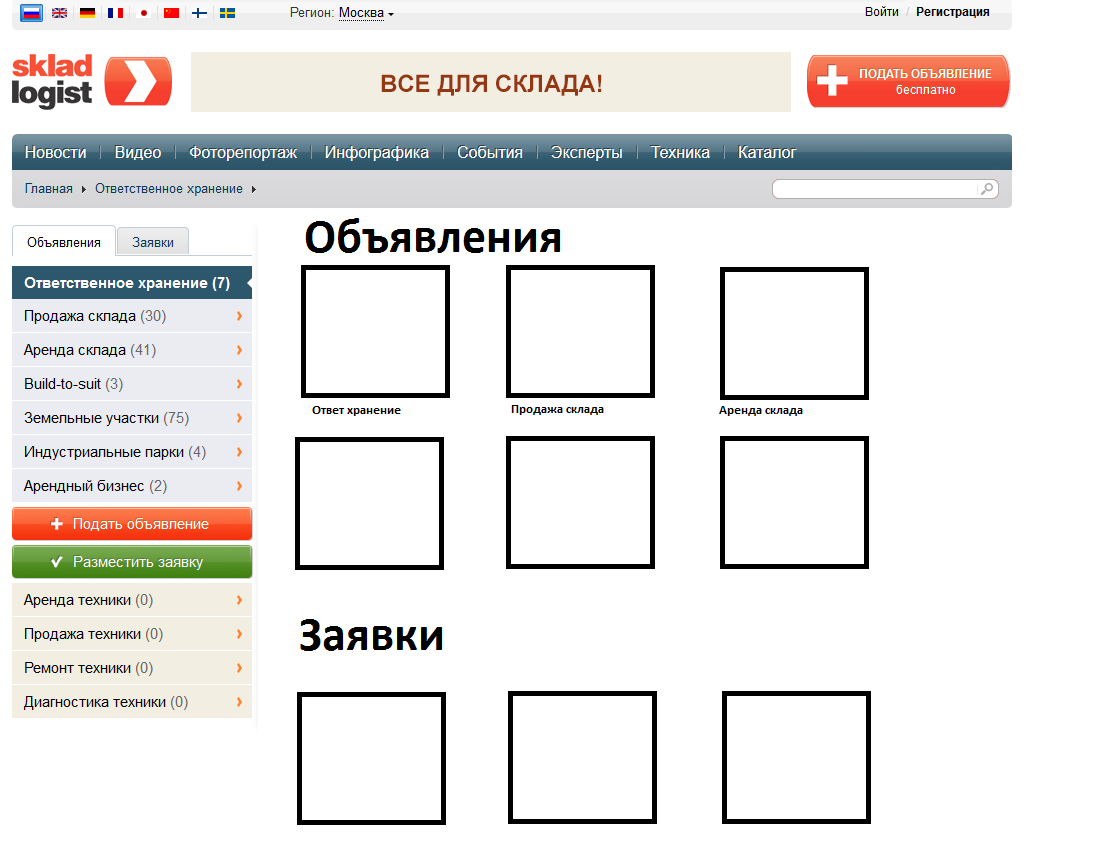 Регион: Москва
Войти / Регистрация
sklad
logist
ВСЕ ДЛЯ СКЛАДА!
ПОДАТЬ ОБЪЯВЛЕНИЕ
бесплатно
Новости Видео Фоторепортаж Инфографика События Эксперты Техника Каталог
Главная Ответственное хранение
Объявления Заявки
Ответственное хранение (7)
Продажа склада (30)
Аренда склада (41)
Build-to-suit (3)
Земельные участки (75)
Индустриальные парки (4)
Арендный бизнес (2)
Подать объявление
Разместить заявку
Аренда техники (0)
Продажа техники (0)
Ремонт техники (0)
Диагностика техники (0)
Объявления
Ответ хранение
Продажа склада
Аренда склада
Заявки